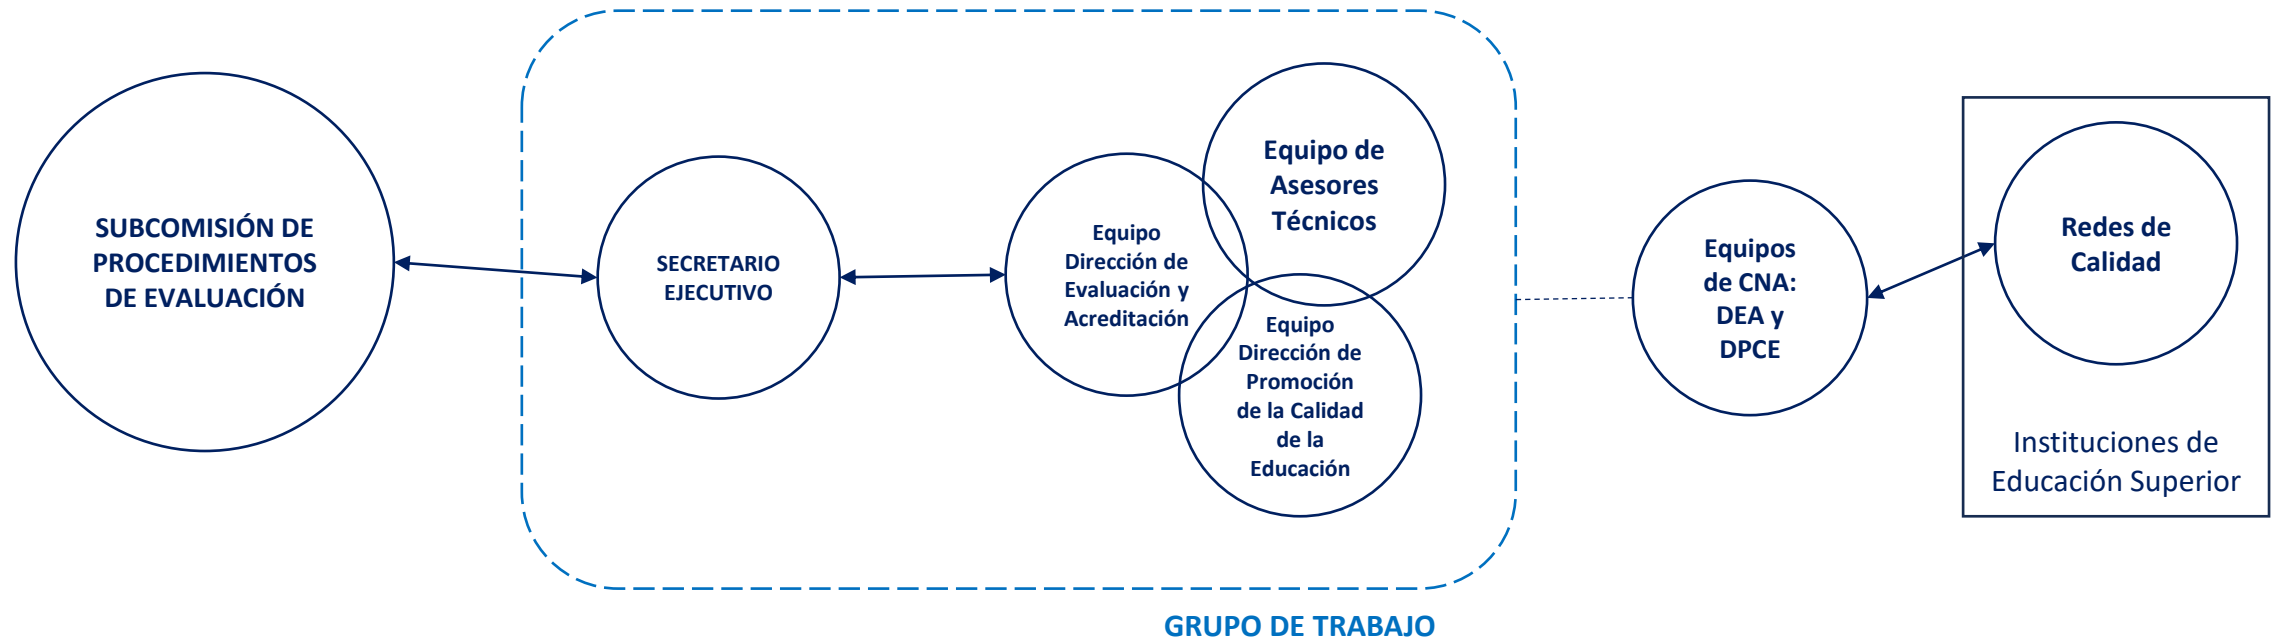 SUBCOMISIÓN DE
PROCEDIMIENTOS
DE EVALUACIÓN
SECRETARIO
EJECUTIVO
Equipo
Dirección de
Evaluación y
Acreditación
Equipo de
Asesores
Técnicos
Equipo
Dirección de
Promoción
de la Calidad
de la
Educación
GRUPO DE TRABAJO
Equipos
de CNA:
DEA y
DPCE
Redes de
Calidad
Instituciones de
Educación Superior